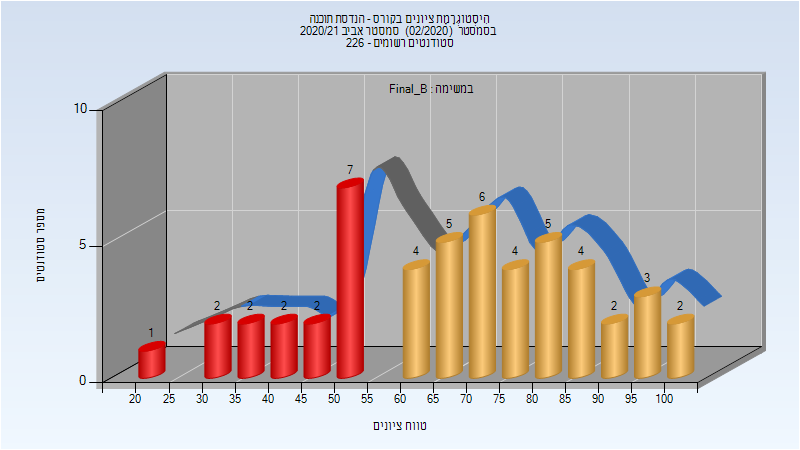 היסטוגרמת ציונים בקורס - הנדסת תוכנה
בסמסטר (02/2020) סמסטר אביב 2020/21
סטודנטים רשומים - 226
במשימה : Final_B
מספר סטודנטים
10
5
0
1
2
2
2
2
7
4
5
6
4
5
4
2
3
2
20 25 30 35 40 45 50 55 60 65 70 75 80 85 90 95 100
טווח ציונים